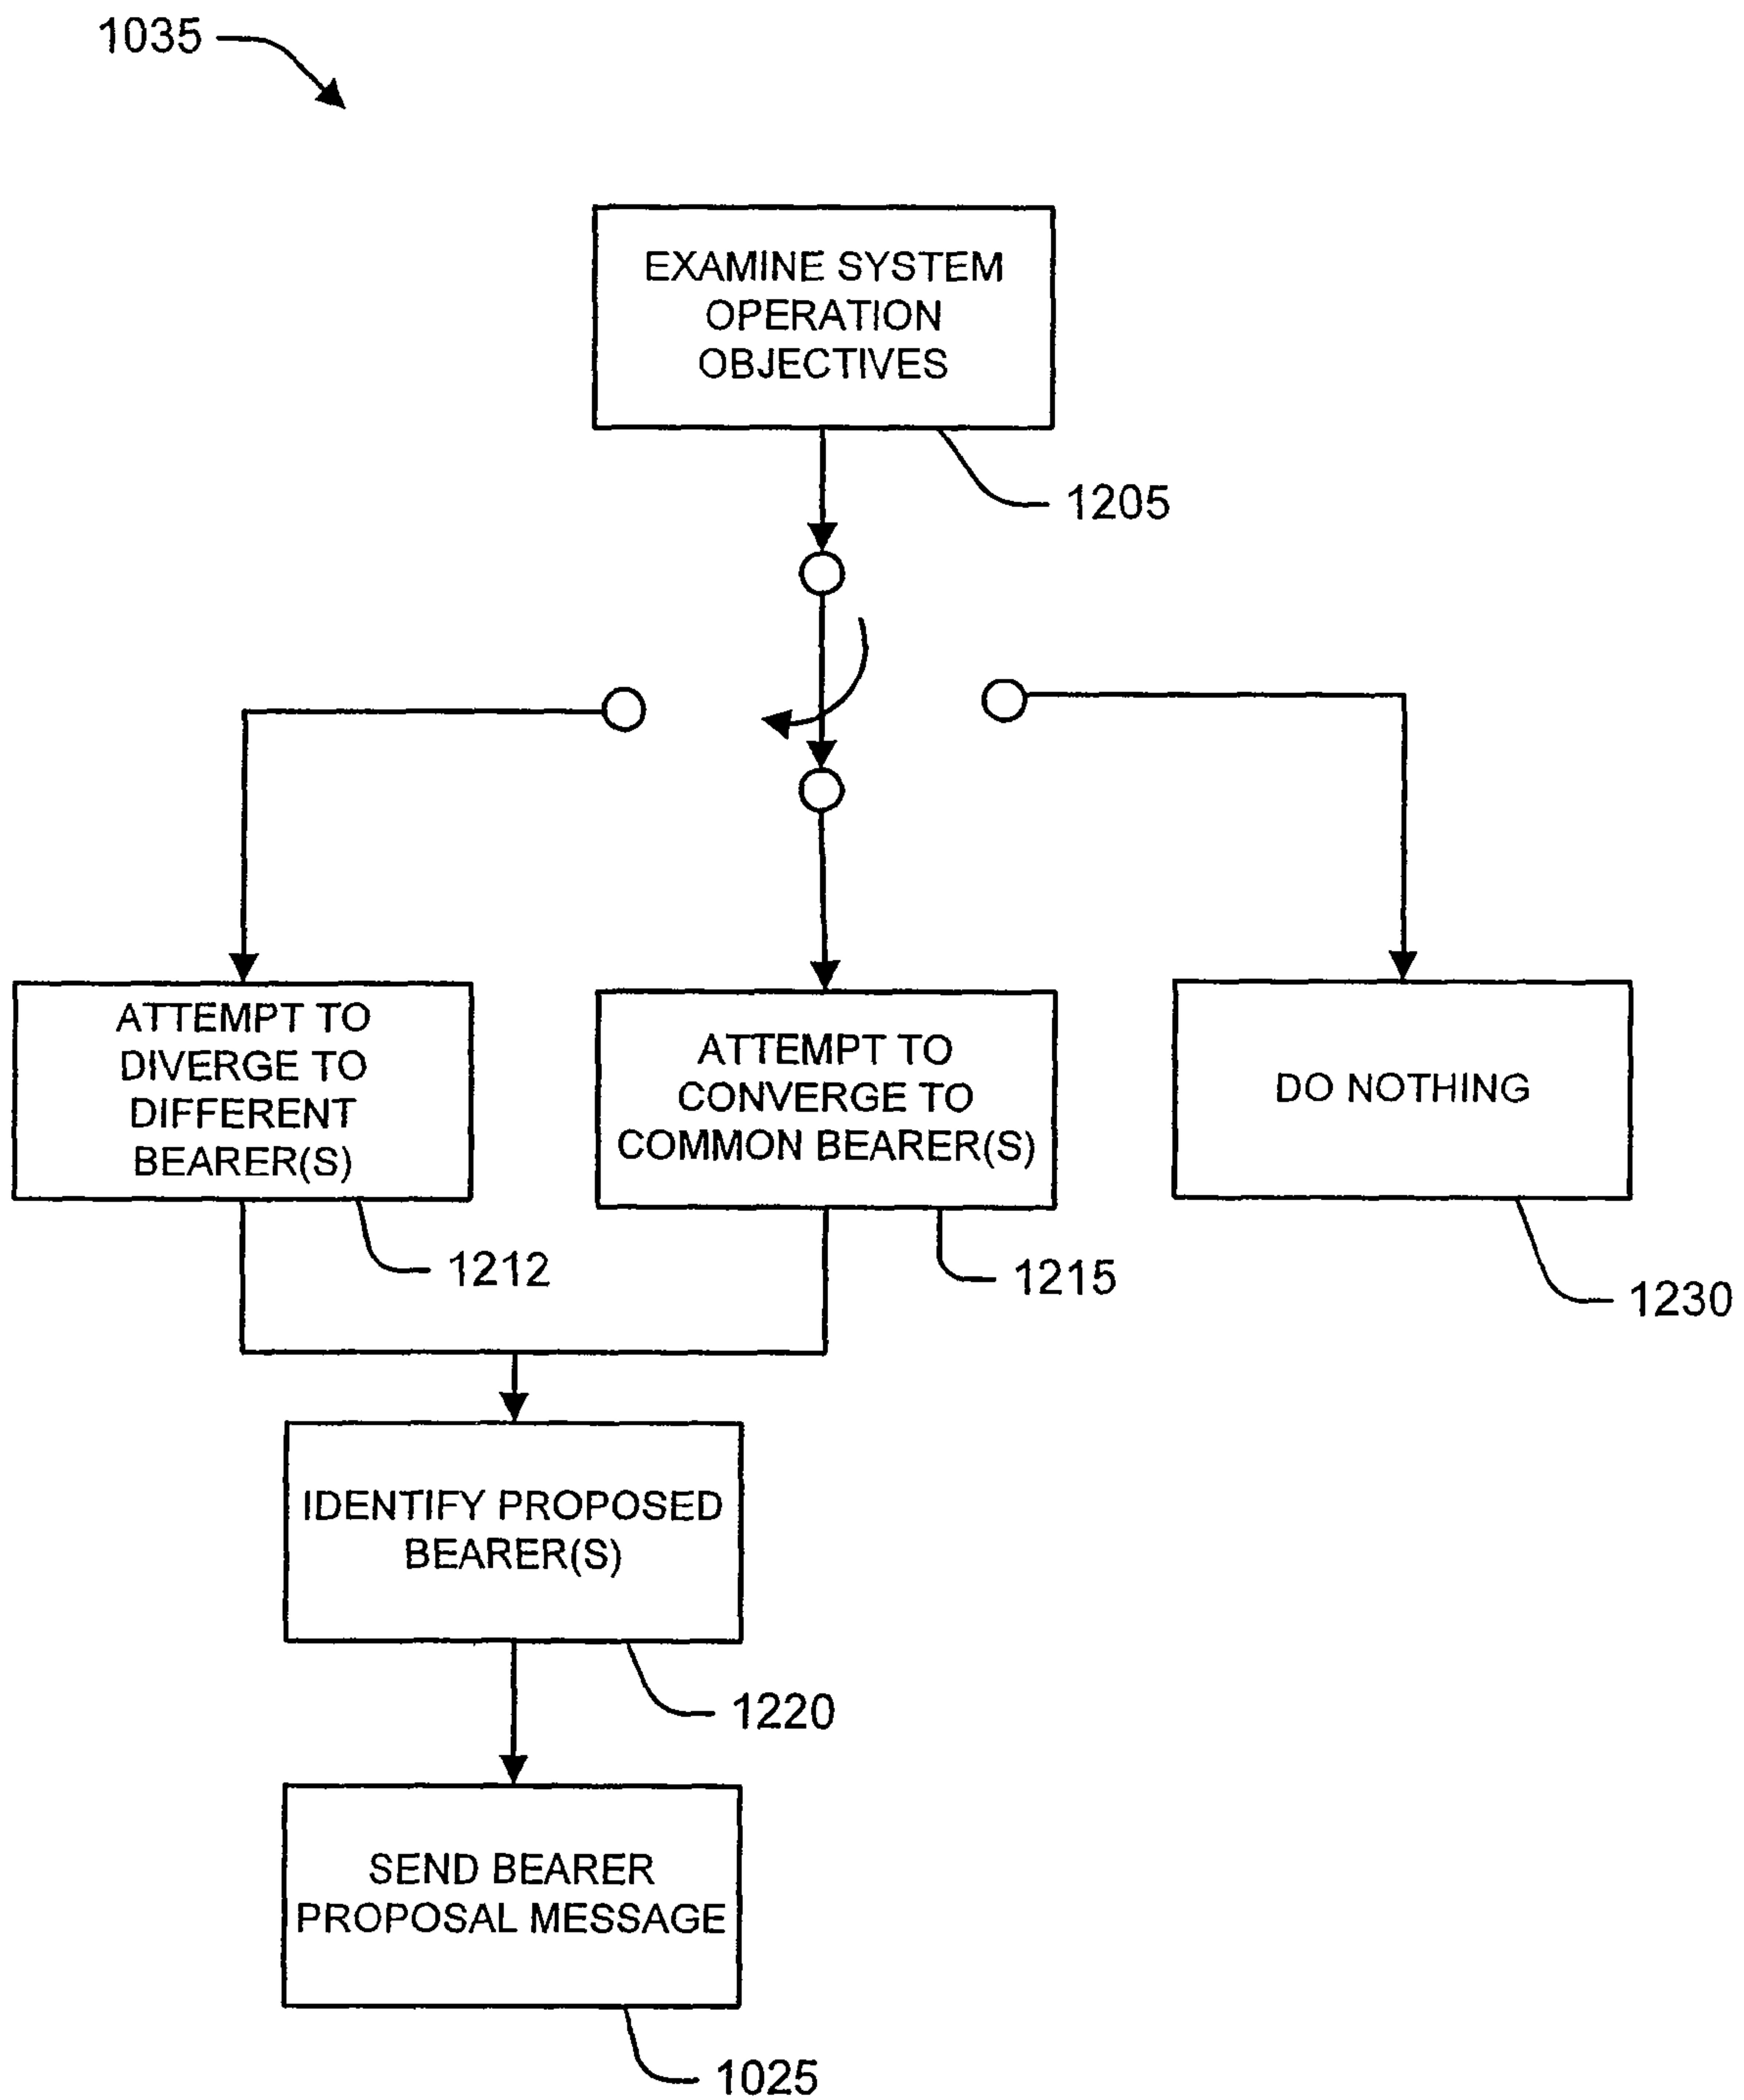 1035
EXAMINE SYSTEM
OPERATION
OBJECTIVES
1205
ATTEMPT TO
DIVERGE TO
DIFFERENT
BEARER(S)
1212
ATTEMPT TO
CONVERGE TO
COMMON BEARER(S)
1215
DO NOTHING
1230
IDENTIFY PROPOSED
BEARER(S)
1220
SEND BEARER
PROPOSAL MESSAGE
1025